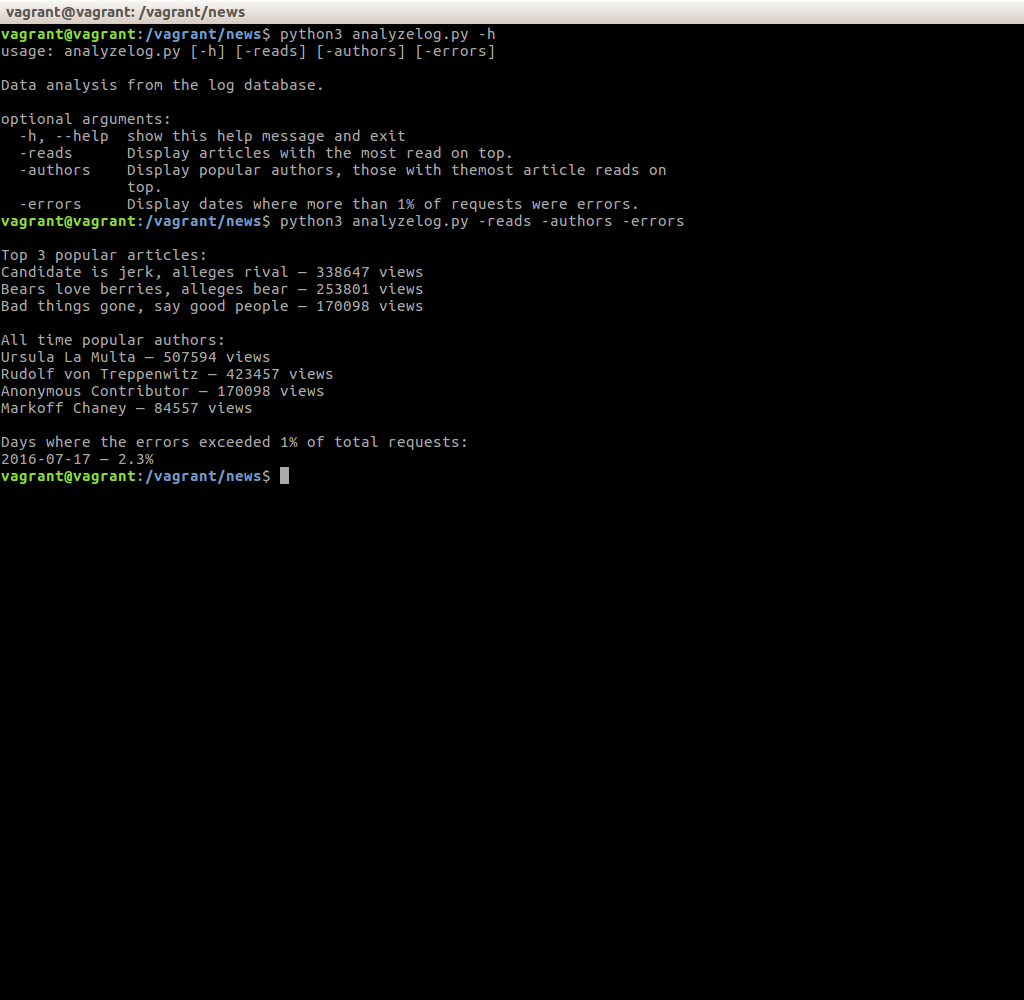 vagrant@vagrant: /vagrant/news
vagrant@vagrant:/vagrant/news$ python3 analyzelog.py -h
usage: analyzelog.py [-h] [-reads] [-authors] [-errors]
Data analysis from the log database.
optional arguments:
-h, --help  show this help message and exit
-reads      Display articles with the most read on top.
-authors    Display popular authors, those with themost article reads on
top.
-errors     Display dates where more than 1% of requests were errors.
vagrant@vagrant:/vagrant/news$ python3 analyzelog.py -reads -authors -errors
Top 3 popular articles:
Candidate is jerk, alleges rival — 338647 views
Bears love berries, alleges bear — 253801 views
Bad things gone, say good people — 170098 views
All time popular authors:
Ursula La Multa — 507594 views
Rudolf von Treppenwitz — 423457 views
Anonymous Contributor — 170098 views
Markoff Chaney — 84557 views
Days where the errors exceeded 1% of total requests:
2016-07-17 — 2.3%
vagrant@vagrant:/vagrant/news$